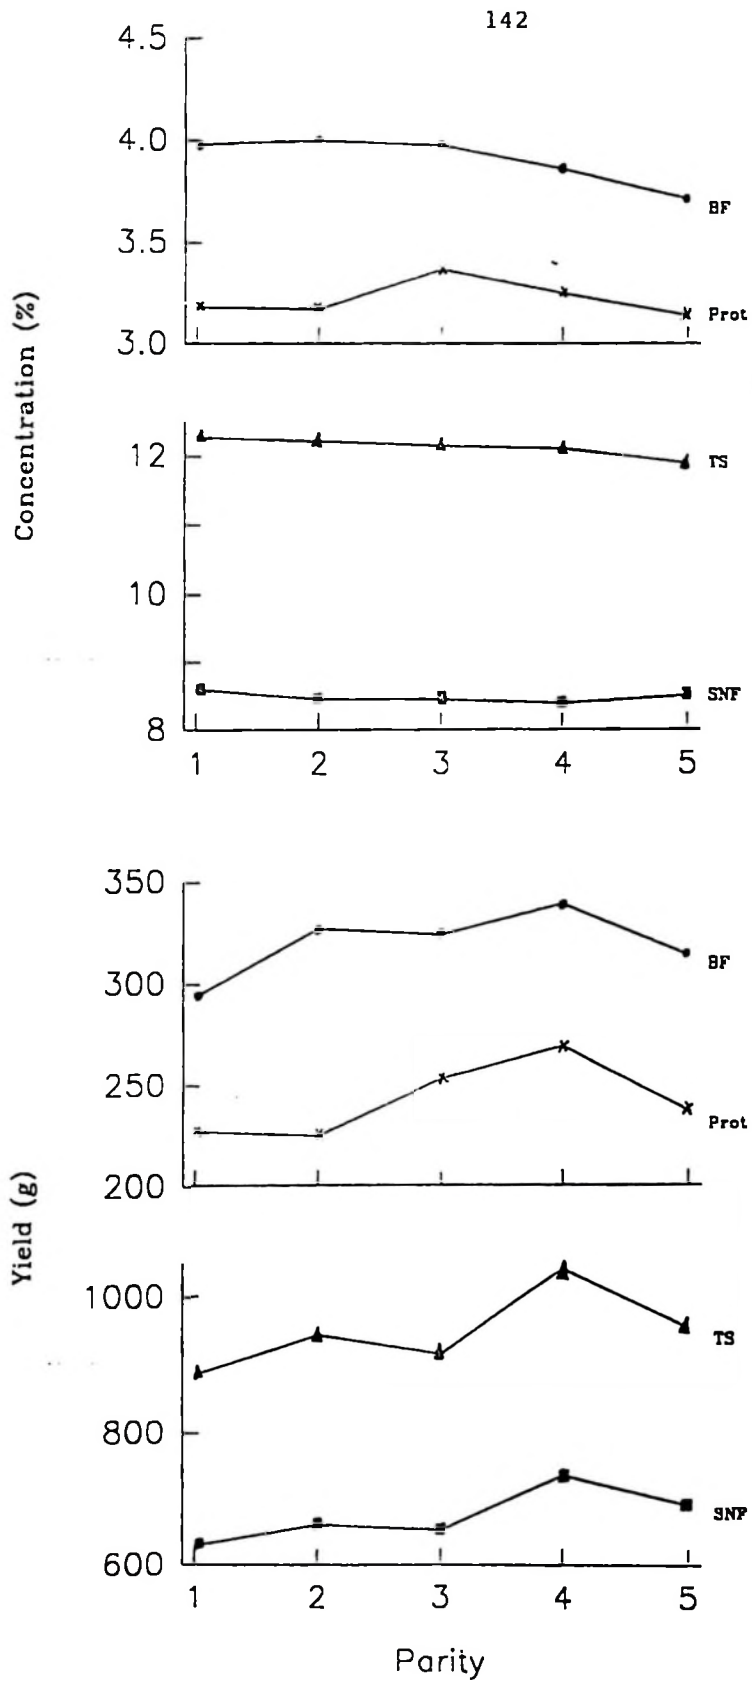 142
Concentration (%)
4.5
4.0
3.5
3.0
BF
Prot
12
10
8
TS
SNF
1 2 3 4 5
Yield (g)
350
300
250
200
BF
Prot
1000
800
600
TS
SNF
1 2 3 4 5
Parity